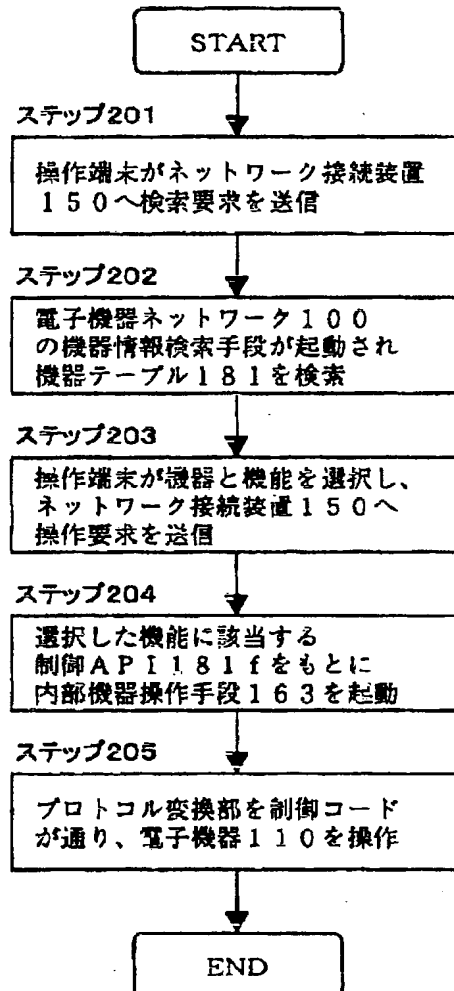 START
ステップ201
操作端末がネットワーク接続装置
150へ検索要求を送信
ステップ202
電子機器ネットワーク100
の機器情報検索手段が起動され
機器テーブル181を検索
ステップ203
操作端末が機器と機能を選択し、
ネットワーク接続装置150へ
操作要求を送信
ステップ204
選択した機能に該当する
制御API181fをもとに
内部機器操作手段163を起動
ステップ205
プロトコル変換部を制御コード
が通り、電子機器110を操作
END